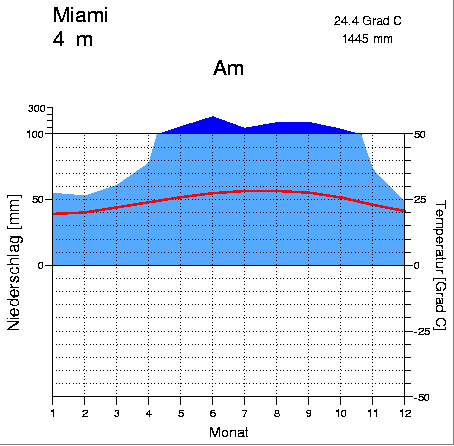 Miami
4 m
24.4 Grad C
1445 mm
Am
300
100
50
0
50
25
0
-25
-50
Niederschlag [mm]
Temperatur [Grad C]
1 2 3 4 5 6 7 8 9 10 11 12
Monat